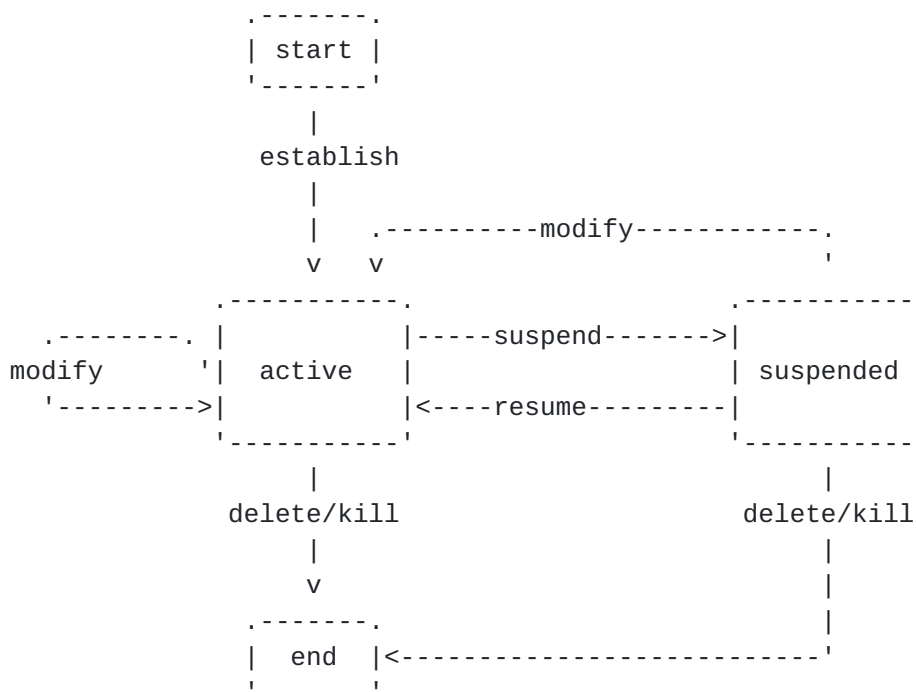 start
establish
modify
suspend
modify active suspended
resume
delete/kill delete/kill
end